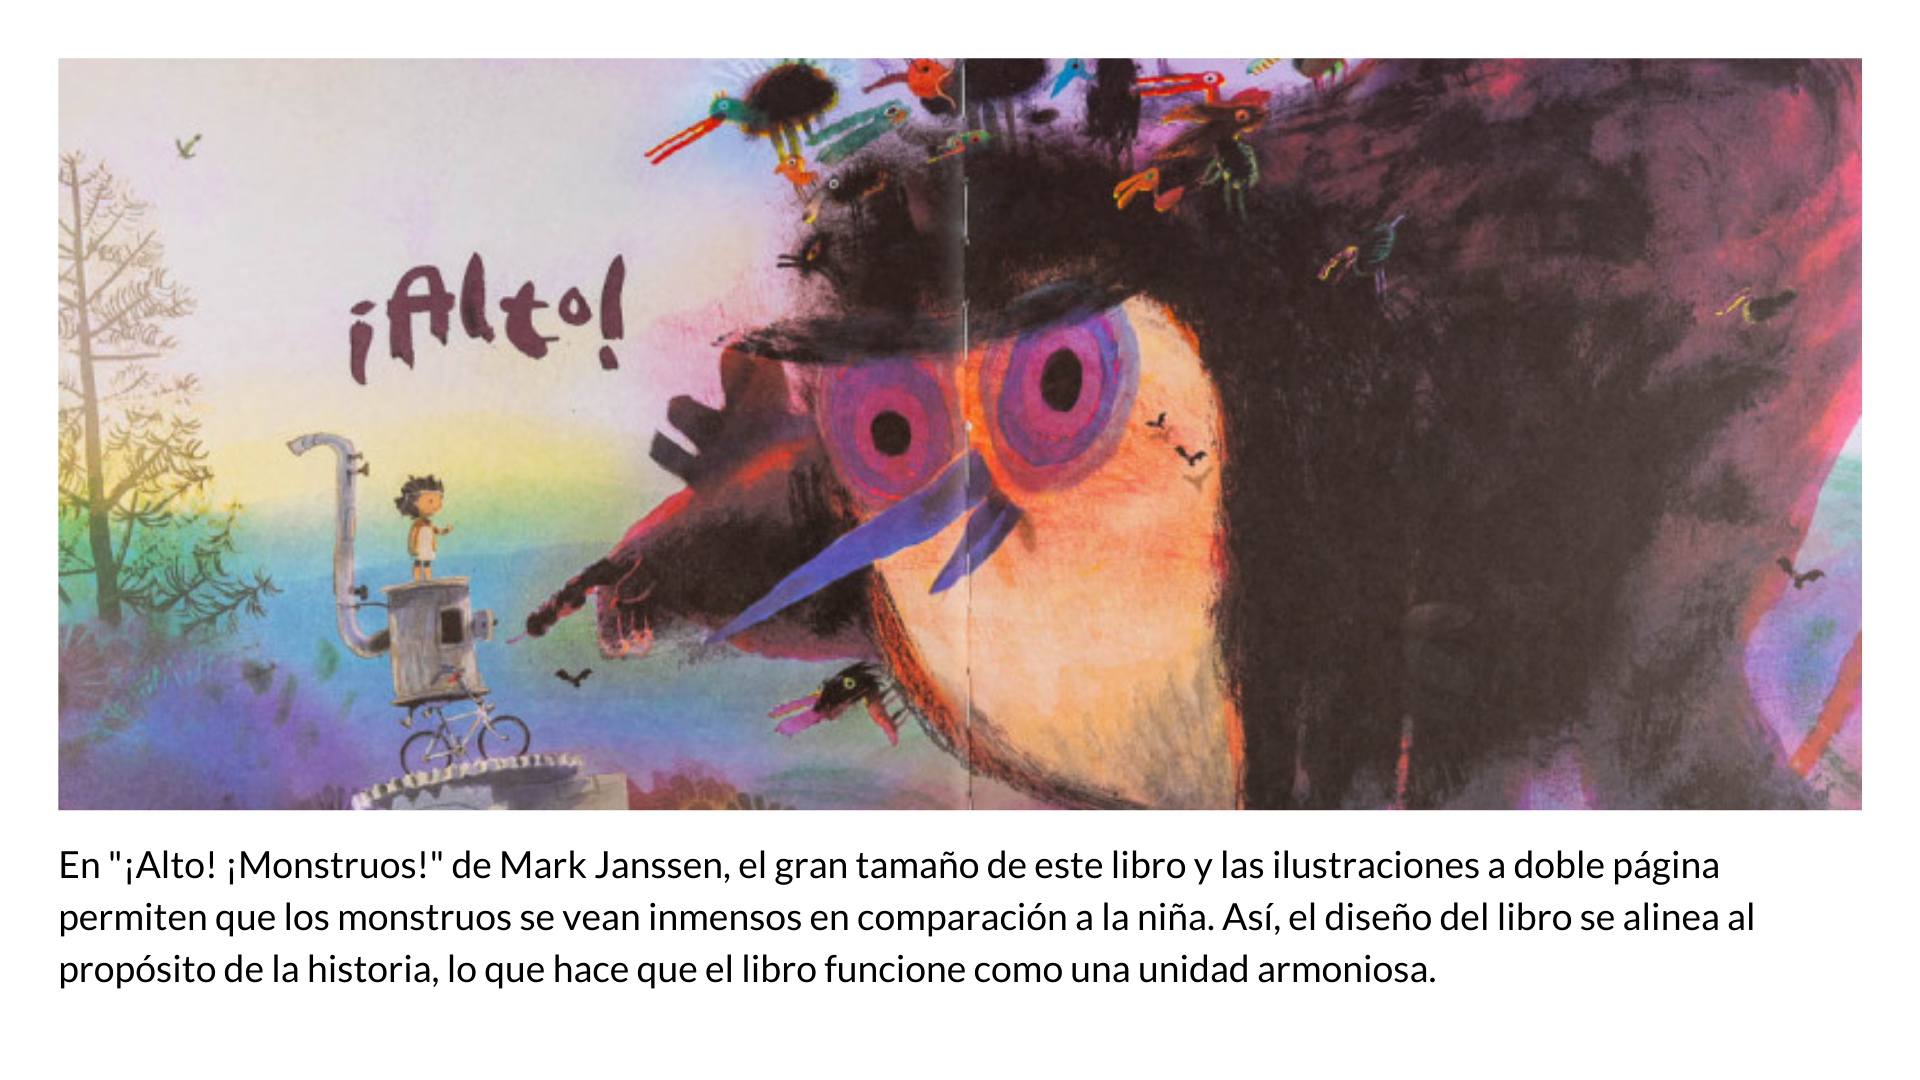 ¡Alto!
En "¡Alto! ¡Monstruos!" de Mark Janssen, el gran tamaño de este libro y las ilustraciones a doble página
permiten que los monstruos se vean inmensos en comparación a la niña. Así, el diseño del libro se alinea al
propósito de la historia, lo que hace que el libro funcione como una unidad armoniosa.